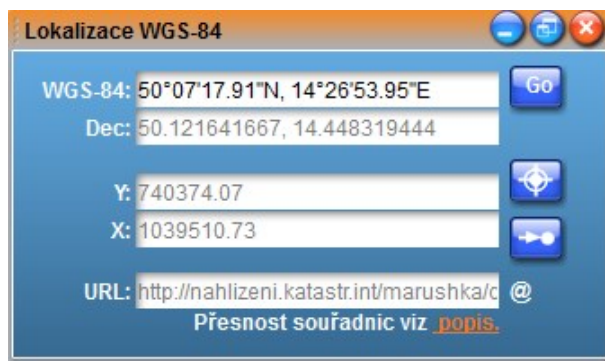 Lokalizace WGS-84
WGS-84: 50°07'17.91"N, 14°26'53.95"E Go
Dec: 50.121641667, 14.448319444
Y: 740374.07
X: 1039510.73
URL: http://nahlizeni.katastr.int/marushka/ @
Přesnost souřadnic viz popis.